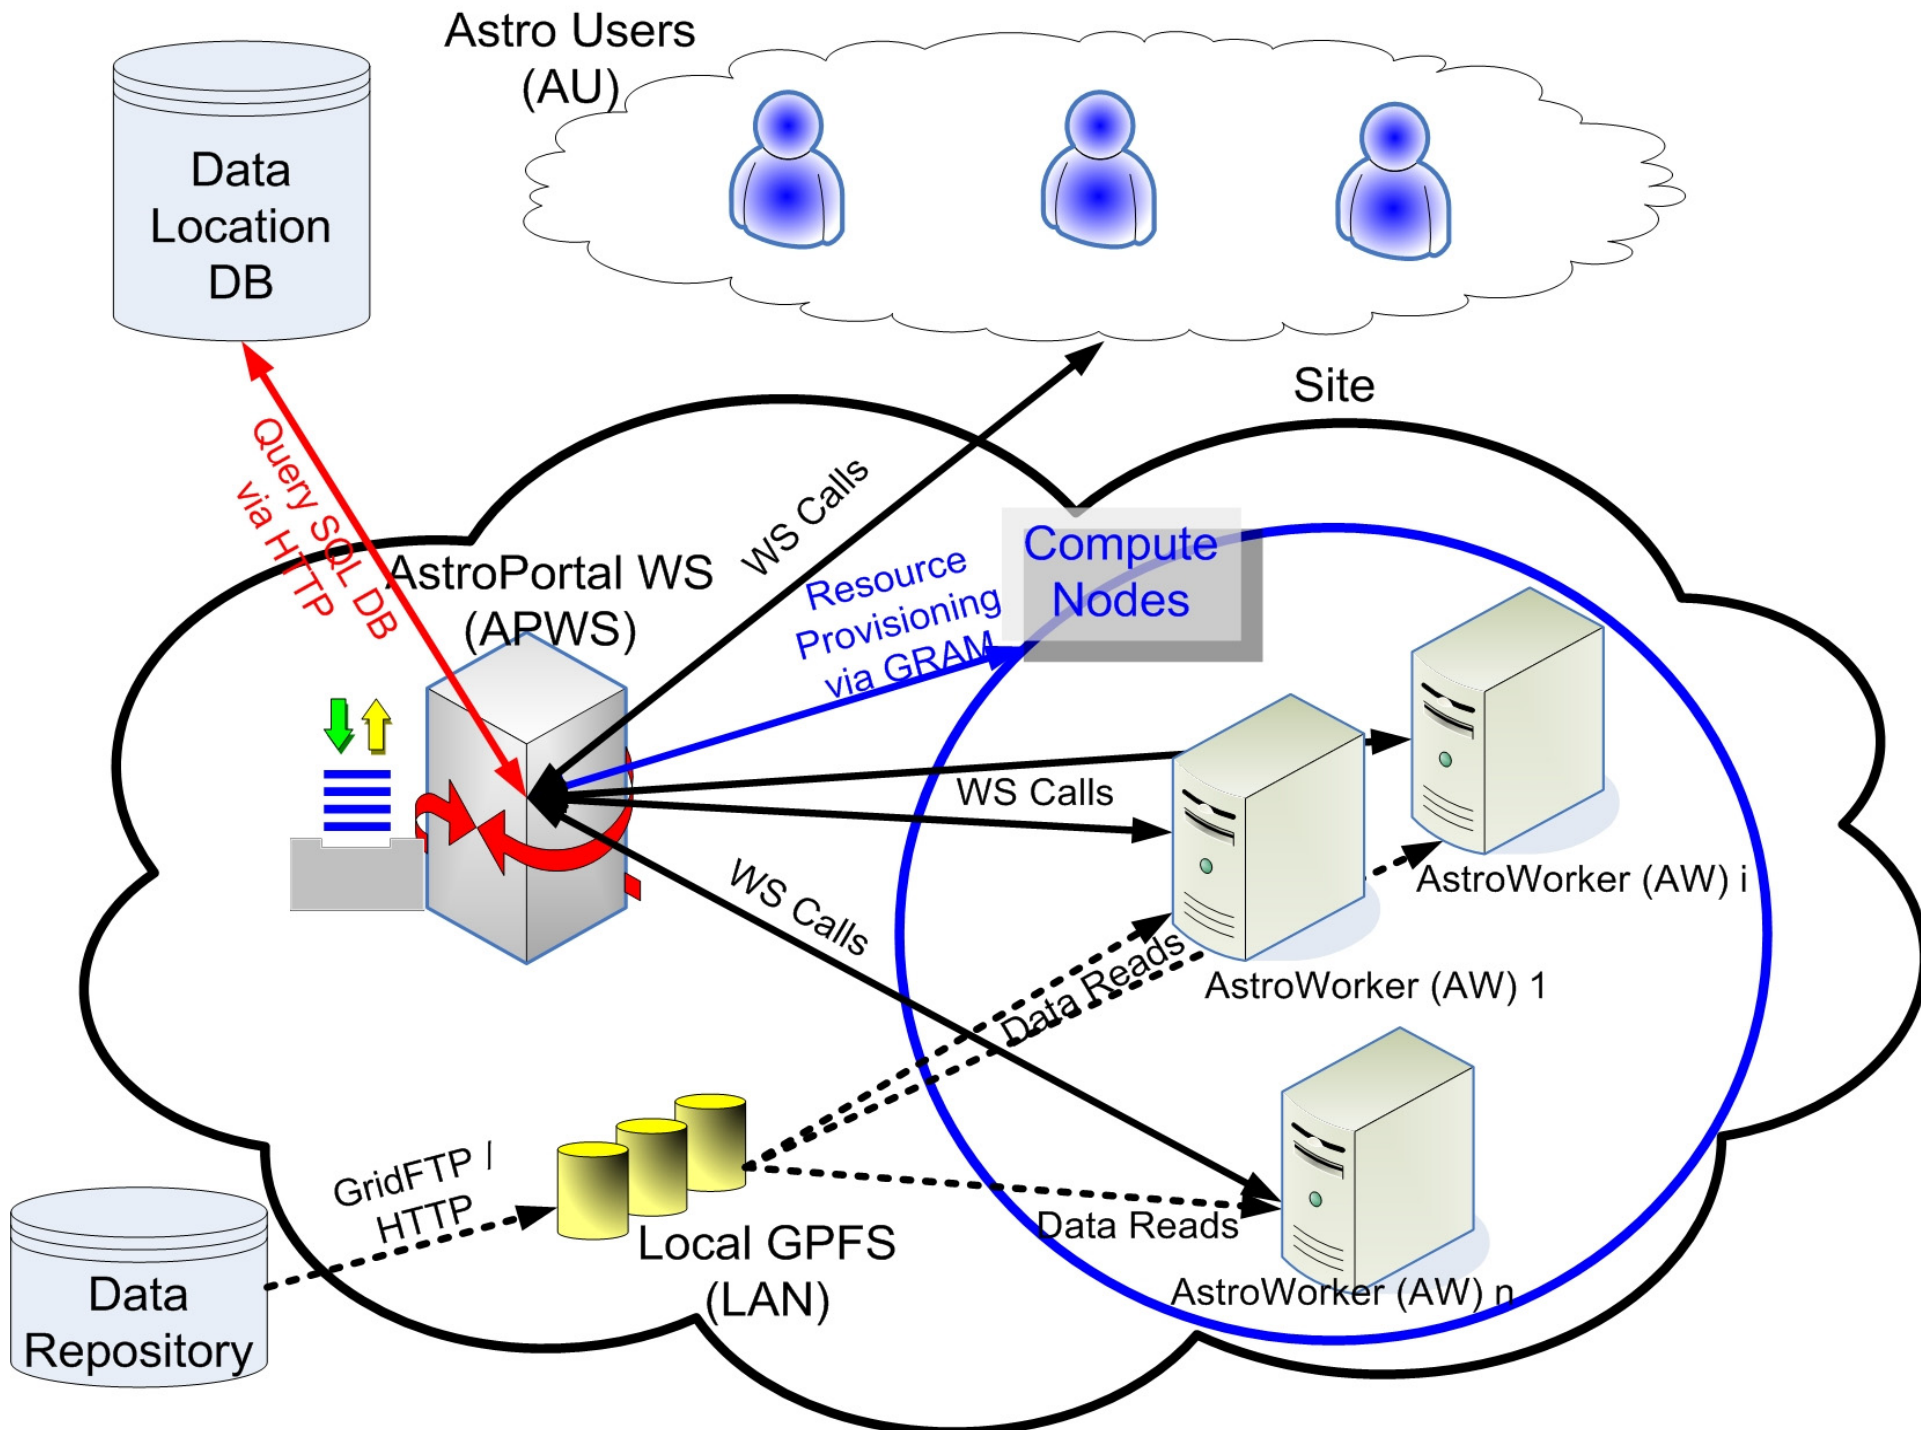 Astro Users
(AU)
Data
Location
DB
Site
Query SQL DB
via HTTP
WS Calls
AstroPortal WS
(APWS)
Resource
Provisioning
via GRAM
Compute
Nodes
WS Calls
AstroWorker (AW) i
WS Calls
Data Reads
AstroWorker (AW) 1
GridFTP /
HTTP
Data Reads
Local GPFS
(LAN)
AstroWorker (AW) n
Data
Repository